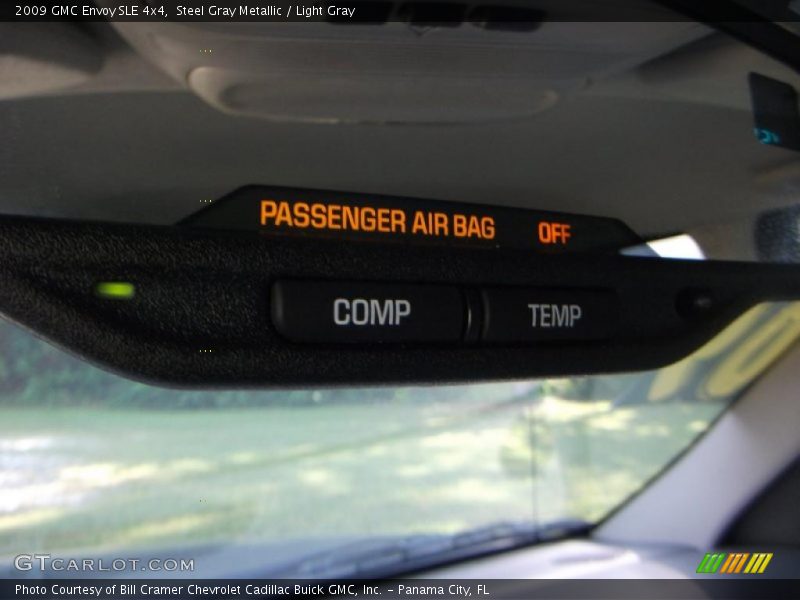 2009 GMC Envoy SLE 4x4,  Steel Gray Metallic / Light Gray
PASSENGER AIR BAG OFF
COMP TEMP
GTCARLOT.COM
Photo Courtesy of Bill Cramer Chevrolet Cadillac Buick GMC, Inc. - Panama City, FL